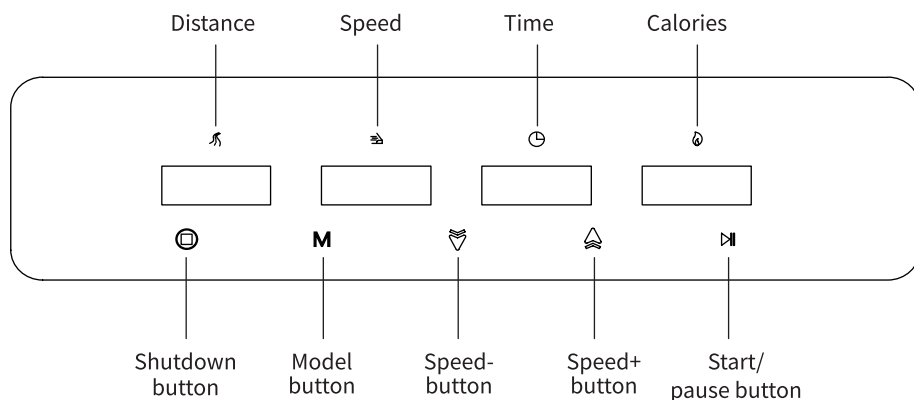 Distance Speed Time Calories
M
Shutdown button
Model button
Speed- button
Speed+ button
Start/ pause button